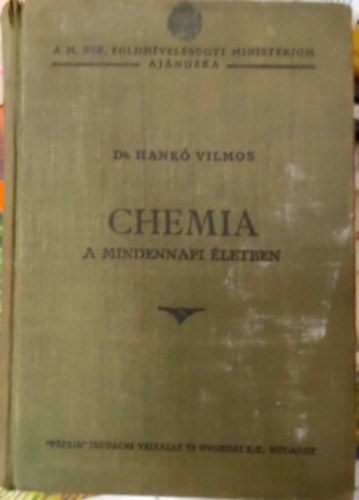 A M. KIR. FÖLDMÍVELÉSÜGYI MINISTERIUM
AJÁNDÉKA
Dr. HANKÓ VILMOS
CHEMIA
A MINDENNAPI ÉLETBEN
"PÁTRIA" IRODALMI VÁLLALAT ÉS NYOMDAI R.T. BUDAPEST